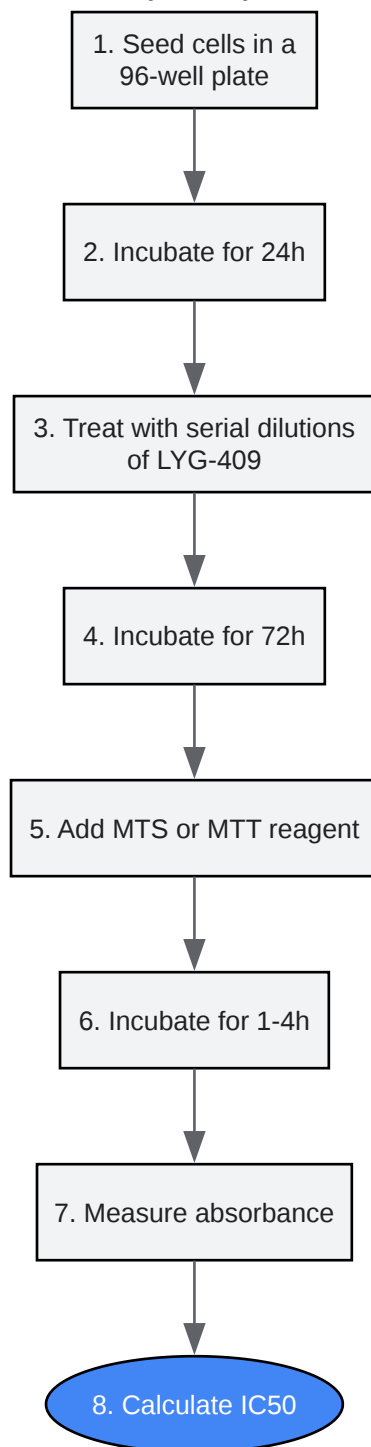 1. Seed cells in a
96-well plate
2. Incubate for 24h
3. Treat with serial dilutions
of LYG-409
4. Incubate for 72h
5. Add MTS or MTT reagent
6. Incubate for 1-4h
7. Measure absorbance
8. Calculate IC50